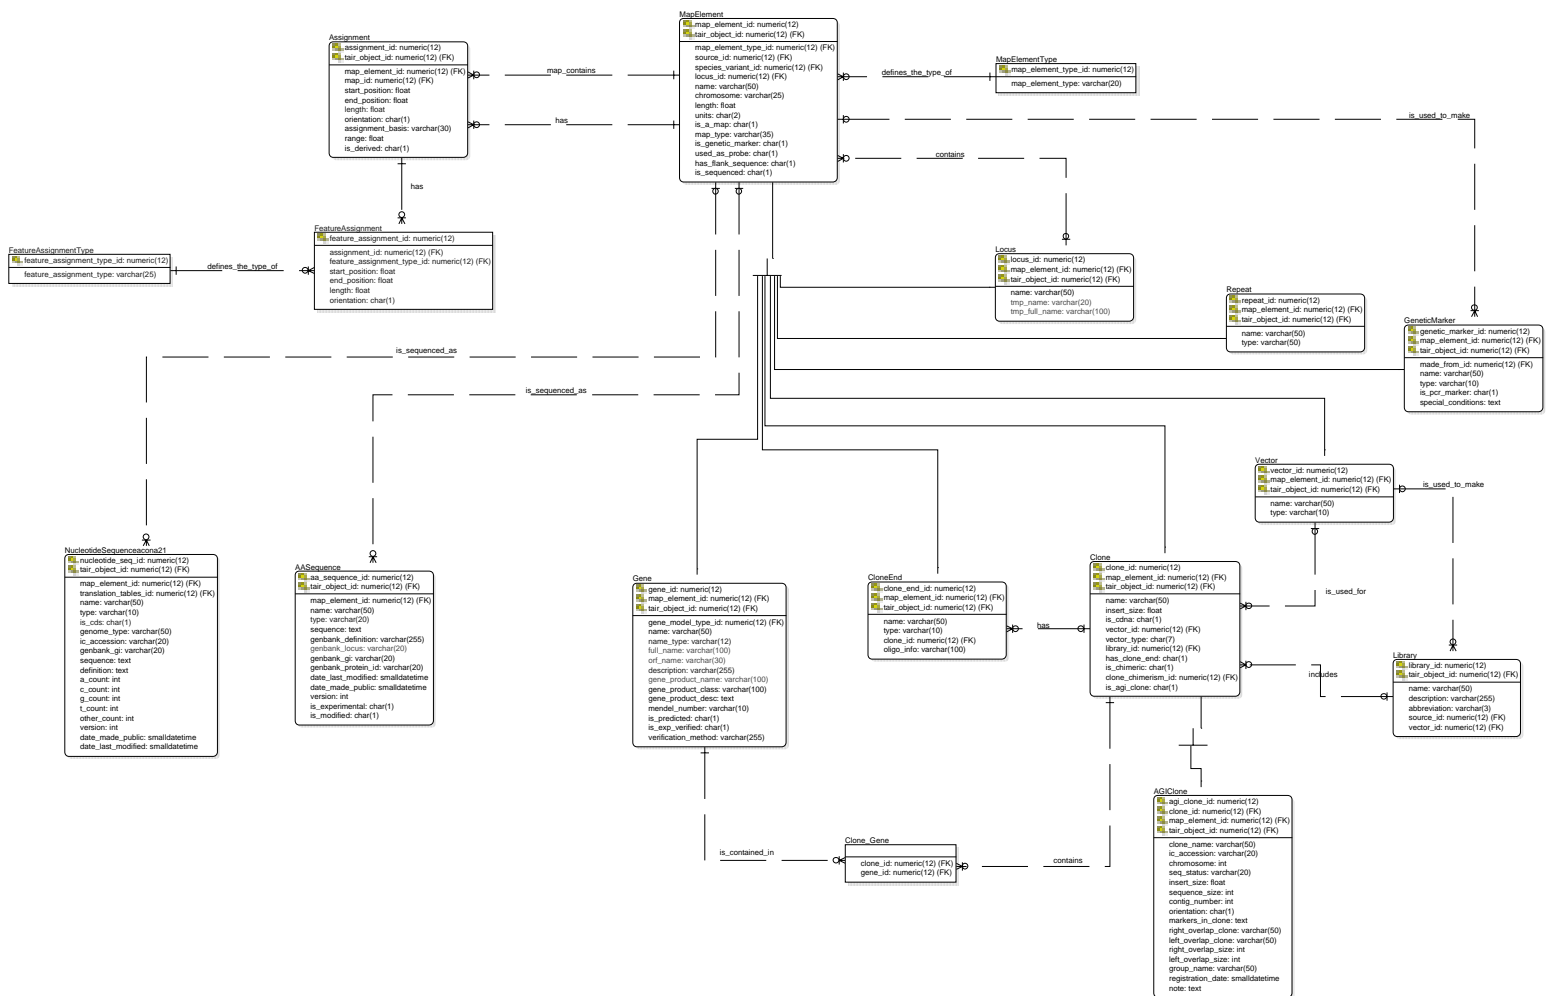 MapElement
map_element_id: numeric(12)
tair_object_id: numeric(12) (FK)
map_element_type_id: numeric(12) (FK)
source_id: numeric(12) (FK)
species_variant_id: numeric(12) (FK)
locus_id: numeric(12) (FK)
name: varchar(50)
chromosome: varchar(25)
length: float
units: char(2)
is_a_map: char(1)
map_type: varchar(35)
is_genetic_marker: char(1)
used_as_probe: char(1)
has_flank_sequence: char(1)
is_sequenced: char(1)
Assignment
assignment_id: numeric(12)
tair_object_id: numeric(12) (FK)
map_element_id: numeric(12) (FK)
map_id: numeric(12) (FK)
start_position: float
end_position: float
length: float
orientation: char(1)
assignment_basis: varchar(30)
range: float
is_derived: char(1)
map_contains
has
has
defines_the_type_of
MapElementType
map_element_type_id: numeric(12)
map_element_type: varchar(20)
is_used_to_make
contains
FeatureAssignmentType
feature_assignment_type_id: numeric(12)
feature_assignment_type: varchar(25)
defines_the_type_of
FeatureAssignment
feature_assignment_id: numeric(12)
assignment_id: numeric(12) (FK)
feature_assignment_type_id: numeric(12) (FK)
start_position: float
end_position: float
length: float
orientation: char(1)
Locus
locus_id: numeric(12)
map_element_id: numeric(12) (FK)
tair_object_id: numeric(12) (FK)
name: varchar(50)
tmp_name: varchar(20)
tmp_full_name: varchar(100)
Repeat
repeat_id: numeric(12)
map_element_id: numeric(12) (FK)
tair_object_id: numeric(12) (FK)
name: varchar(50)
type: varchar(50)
GeneticMarker
genetic_marker_id: numeric(12)
map_element_id: numeric(12) (FK)
tair_object_id: numeric(12) (FK)
made_from_id: numeric(12) (FK)
name: varchar(50)
type: varchar(10)
is_pcr_marker: char(1)
special_conditions: text
is_sequenced_as
is_sequenced_as
Vector
vector_id: numeric(12)
map_element_id: numeric(12) (FK)
tair_object_id: numeric(12) (FK)
name: varchar(50)
type: varchar(10)
is_used_to_make
NucleotideSequenceacona21
nucleotide_seq_id: numeric(12)
tair_object_id: numeric(12) (FK)
map_element_id: numeric(12) (FK)
translation_tables_id: numeric(12) (FK)
name: varchar(50)
type: varchar(10)
is_cds: char(1)
genome_type: varchar(50)
ic_accession: varchar(20)
genbank_gi: varchar(20)
sequence: text
definition: text
a_count: int
c_count: int
g_count: int
t_count: int
other_count: int
version: int
date_made_public: smalldatetime
date_last_modified: smalldatetime
AASequence
aa_sequence_id: numeric(12)
tair_object_id: numeric(12) (FK)
map_element_id: numeric(12) (FK)
name: varchar(50)
type: varchar(20)
sequence: text
genbank_definition: varchar(255)
genbank_locus: varchar(20)
genbank_gi: varchar(20)
genbank_protein_id: varchar(20)
date_last_modified: smalldatetime
date_made_public: smalldatetime
version: int
is_experimental: char(1)
is_modified: char(1)
Gene
gene_id: numeric(12)
map_element_id: numeric(12) (FK)
tair_object_id: numeric(12) (FK)
gene_model_type_id: numeric(12) (FK)
name: varchar(50)
name_type: varchar(12)
full_name: varchar(100)
orf_name: varchar(30)
description: varchar(255)
gene_product_name: varchar(100)
gene_product_class: varchar(100)
gene_product_desc: text
mendel_number: varchar(10)
is_predicted: char(1)
is_exp_verified: char(1)
verification_method: varchar(255)
CloneEnd
clone_end_id: numeric(12)
map_element_id: numeric(12) (FK)
tair_object_id: numeric(12) (FK)
name: varchar(50)
type: varchar(10)
clone_id: numeric(12) (FK)
oligo_info: varchar(100)
has
Clone
clone_id: numeric(12)
map_element_id: numeric(12) (FK)
tair_object_id: numeric(12) (FK)
name: varchar(50)
insert_size: float
is_cdna: char(1)
vector_id: numeric(12) (FK)
vector_type: char(7)
library_id: numeric(12) (FK)
has_clone_end: char(1)
is_chimeric: char(1)
clone_chimerism_id: numeric(12) (FK)
is_agi_clone: char(1)
is_used_for
includes
Library
library_id: numeric(12)
tair_object_id: numeric(12) (FK)
name: varchar(50)
description: varchar(255)
abbreviation: varchar(3)
source_id: numeric(12) (FK)
vector_id: numeric(12) (FK)
is_contained_in
Clone_Gene
clone_id: numeric(12) (FK)
gene_id: numeric(12) (FK)
contains
AGIClone
agi_clone_id: numeric(12)
clone_id: numeric(12) (FK)
map_element_id: numeric(12) (FK)
tair_object_id: numeric(12) (FK)
clone_name: varchar(50)
ic_accession: varchar(20)
chromosome: int
seq_status: varchar(20)
insert_size: float
sequence_size: int
contig_number: int
orientation: char(1)
markers_in_clone: text
right_overlap_clone: varchar(50)
left_overlap_clone: varchar(50)
right_overlap_size: int
left_overlap_size: int
group_name: varchar(50)
registration_date: smalldatetime
note: text